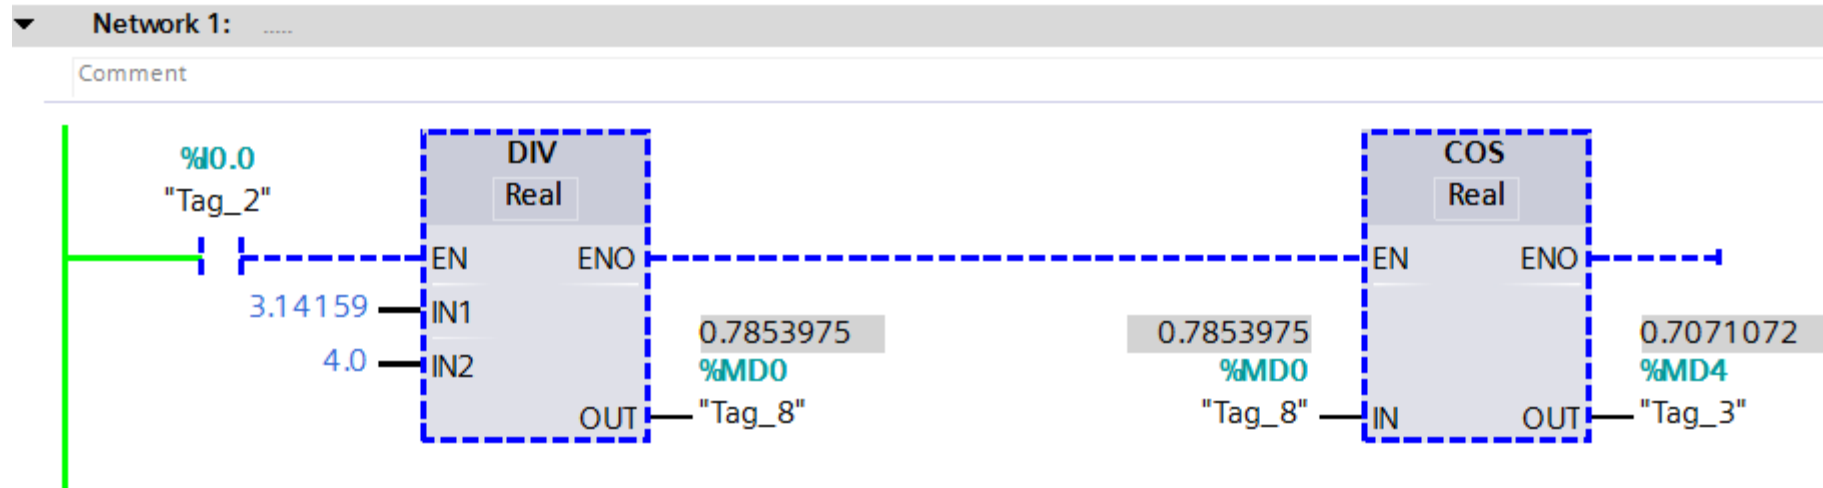 Network 1: .....
Comment
%I0.0
"Tag_2"
DIV
Real
EN
ENO
3.14159
IN1
4.0
IN2
0.7853975
%MD0
OUT
"Tag_8"
COS
Real
EN
ENO
0.7853975
%MD0
"Tag_8"
IN
0.7071072
%MD4
OUT
"Tag_3"